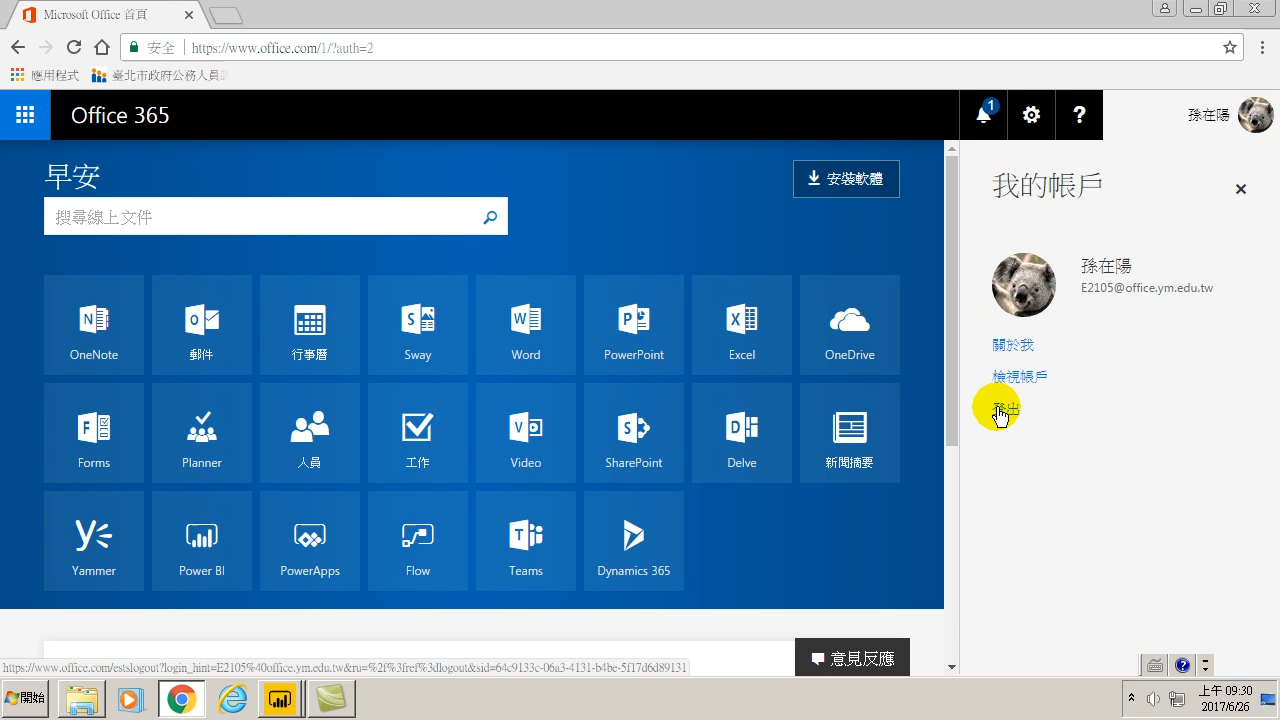 Microsoft Office 首頁
安全 https://www.office.com/1/?auth=2
應用程式 臺北市政府公務人員
Office 365
1
?
孫在陽
早安
安裝軟體
搜尋線上文件
我的帳戶
孫在陽
E2105@office.ym.edu.tw
關於我
檢視帳戶
登出
OneNote 郵件 行事曆 Sway Word PowerPoint Excel OneDrive
Forms Planner 人員 工作 Video SharePoint Delve 新聞摘要
Yammer Power BI PowerApps Flow Teams Dynamics 365
意見反應
https://www.office.com/estslogout?login_hint=E2105%40office.ym.edu.tw&ru=%2f%3fref%3dlogout&sid=64c9133c-06a3-4131-b4be-5f17d6d89131
開始
上午 09:30
2017/6/26